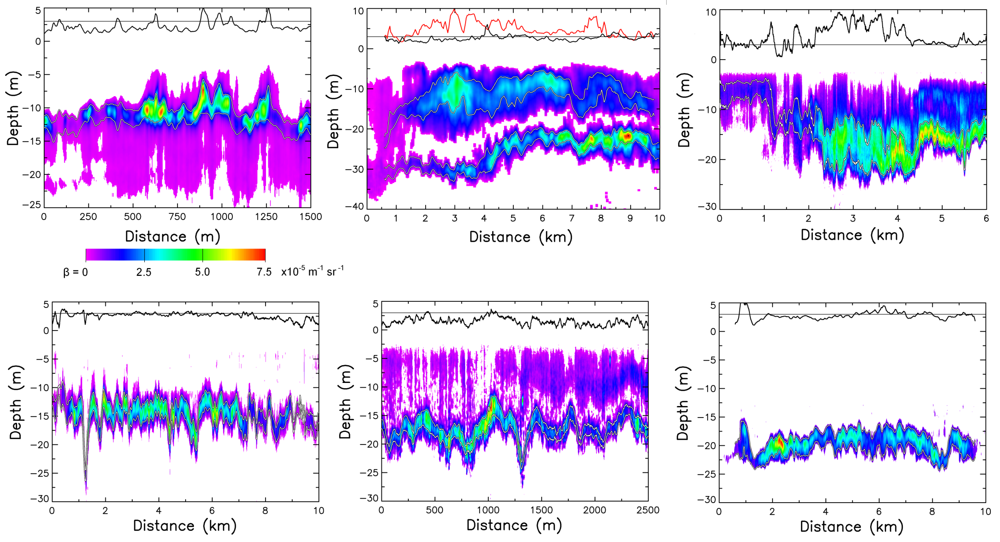 5
0
−5
−10
−15
−20
−25
Depth (m)
0 250 500 750 1000 1250 1500
Distance (m)
10
0
−10
−20
−30
−40
Depth (m)
0 1 2 3 4 5 6 7 8 9 10
Distance (km)
10
0
−10
−20
−30
Depth (m)
0 1 2 3 4 5 6
Distance (km)
β = 0 2.5 5.0 7.5 x10⁻⁵ m⁻¹ sr⁻¹
5
0
−5
−10
−15
−20
−25
−30
Depth (m)
0 2 4 6 8 10
Distance (km)
5
0
−5
−10
−15
−20
−25
−30
Depth (m)
0 500 1000 1500 2000 2500
Distance (m)
5
0
−5
−10
−15
−20
−25
−30
Depth (m)
0 2 4 6 8 10
Distance (km)